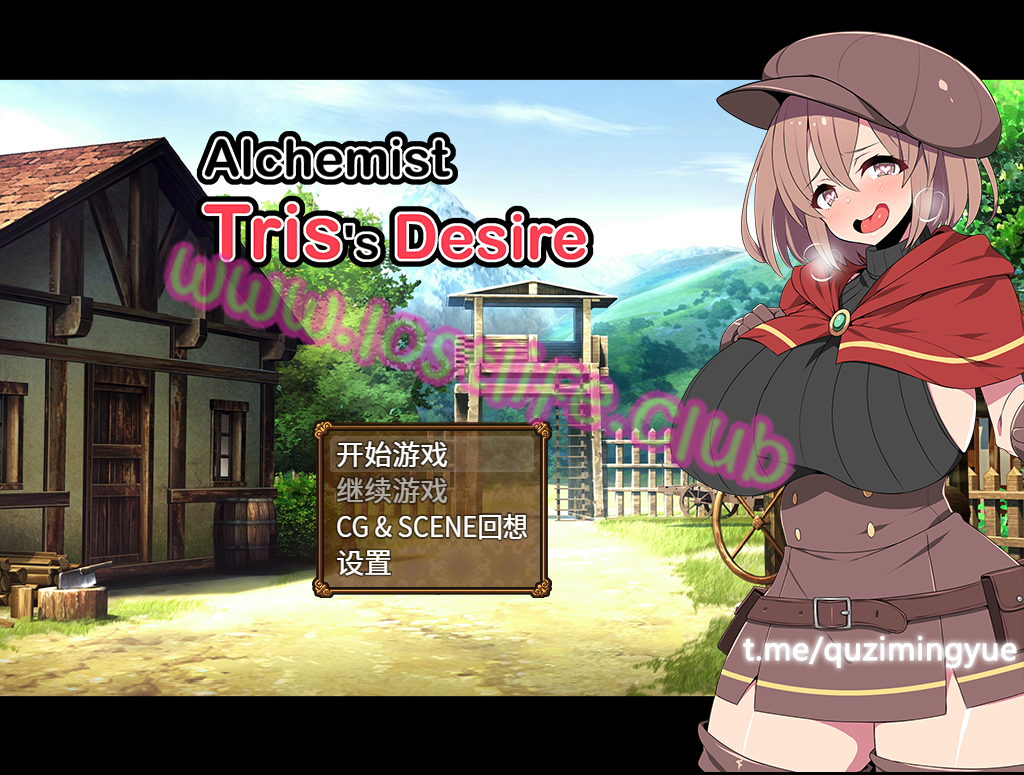 Alchemist
Tris's Desire
www.loselife.club
开始游戏
继续游戏
CG & SCENE回想
设置
t.me/quzimingyue